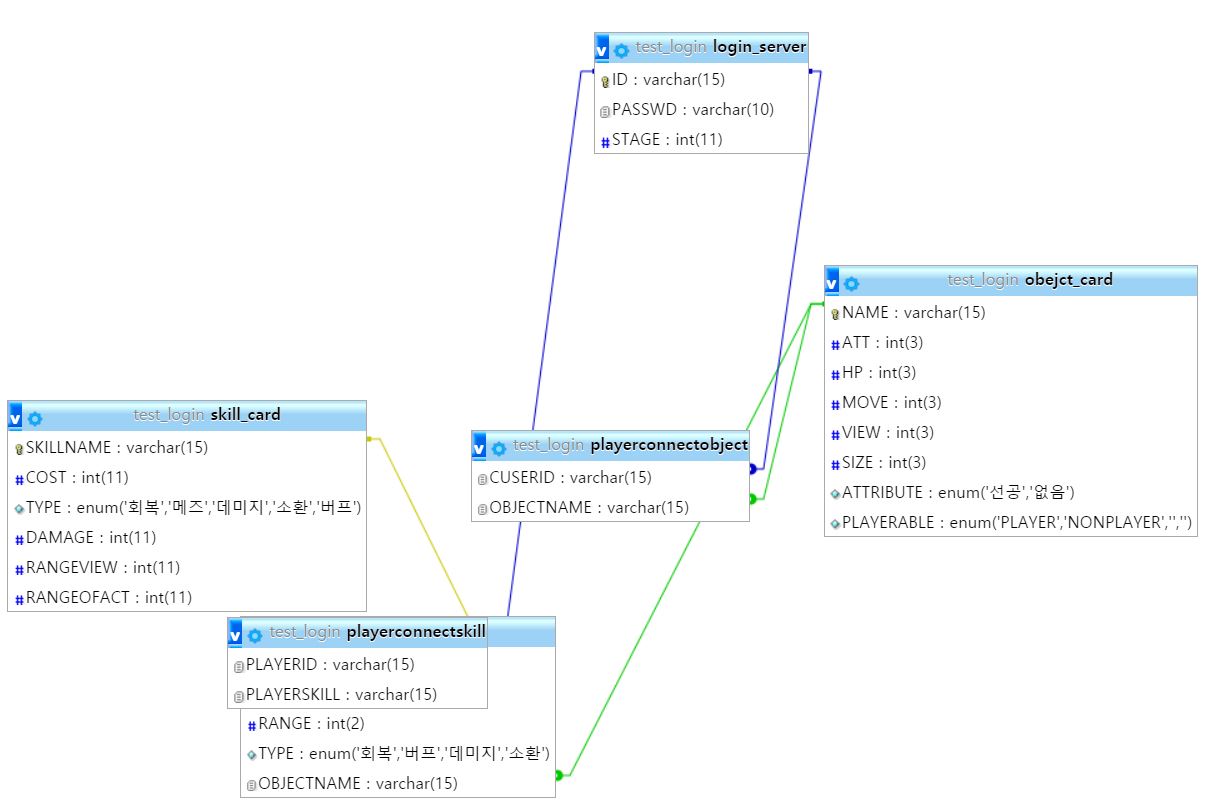 test_login login_server
ID : varchar(15)
PASSWD : varchar(10)
STAGE : int(11)
test_login obejct_card
NAME : varchar(15)
ATT : int(3)
HP : int(3)
MOVE : int(3)
VIEW : int(3)
SIZE : int(3)
ATTRIBUTE : enum('선공','없음')
PLAYERABLE : enum('PLAYER','NONPLAYER','','')
test_login skill_card
SKILLNAME : varchar(15)
COST : int(11)
TYPE : enum('회복','메즈','데미지','소환','버프')
DAMAGE : int(11)
RANGEVIEW : int(11)
RANGEOFACT : int(11)
test_login playerconnectobject
CUSERID : varchar(15)
OBJECTNAME : varchar(15)
test_login playerconnectskill
PLAYERID : varchar(15)
PLAYERSKILL : varchar(15)
RANGE : int(2)
TYPE : enum('회복','버프','데미지','소환')
OBJECTNAME : varchar(15)